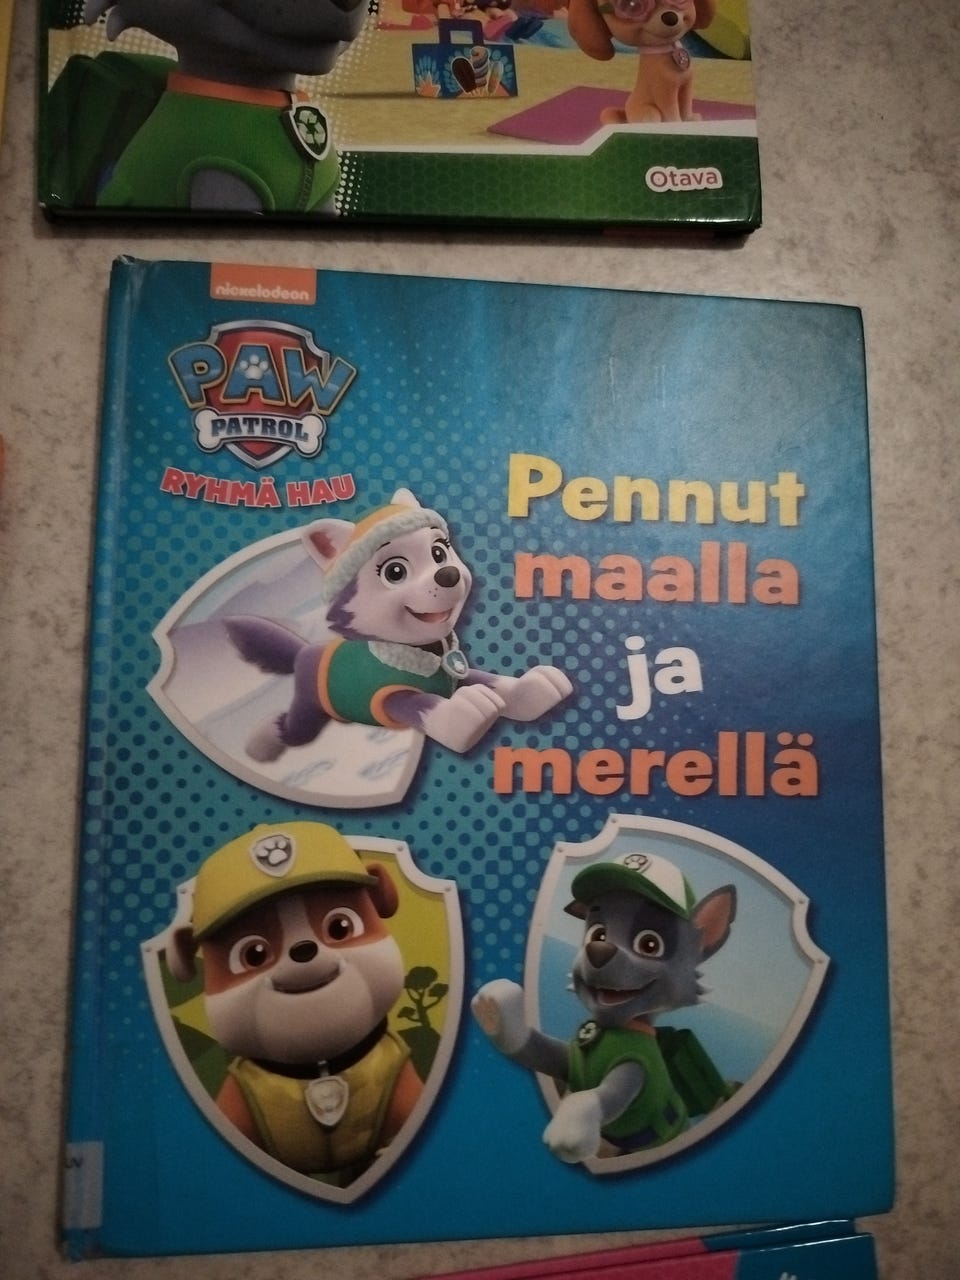 Otava
nickelodeon
PAW
PATROL
RYHMÄ HAU
Pennut
maalla
ja
merellä